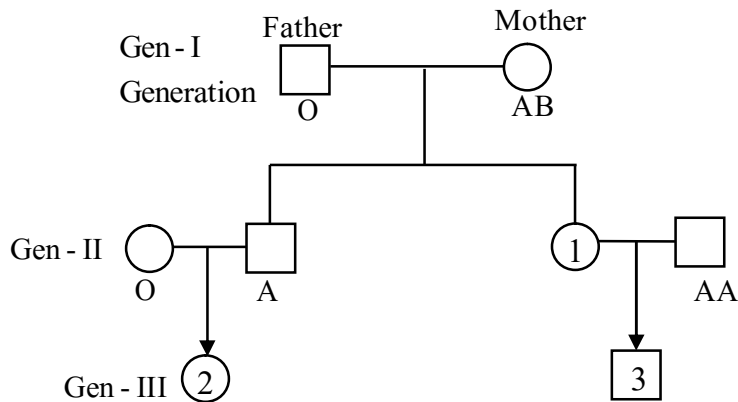 Father
Mother
Gen - I
Generation
O
AB
Gen - II
1
O
A
AA
Gen - III
2
3